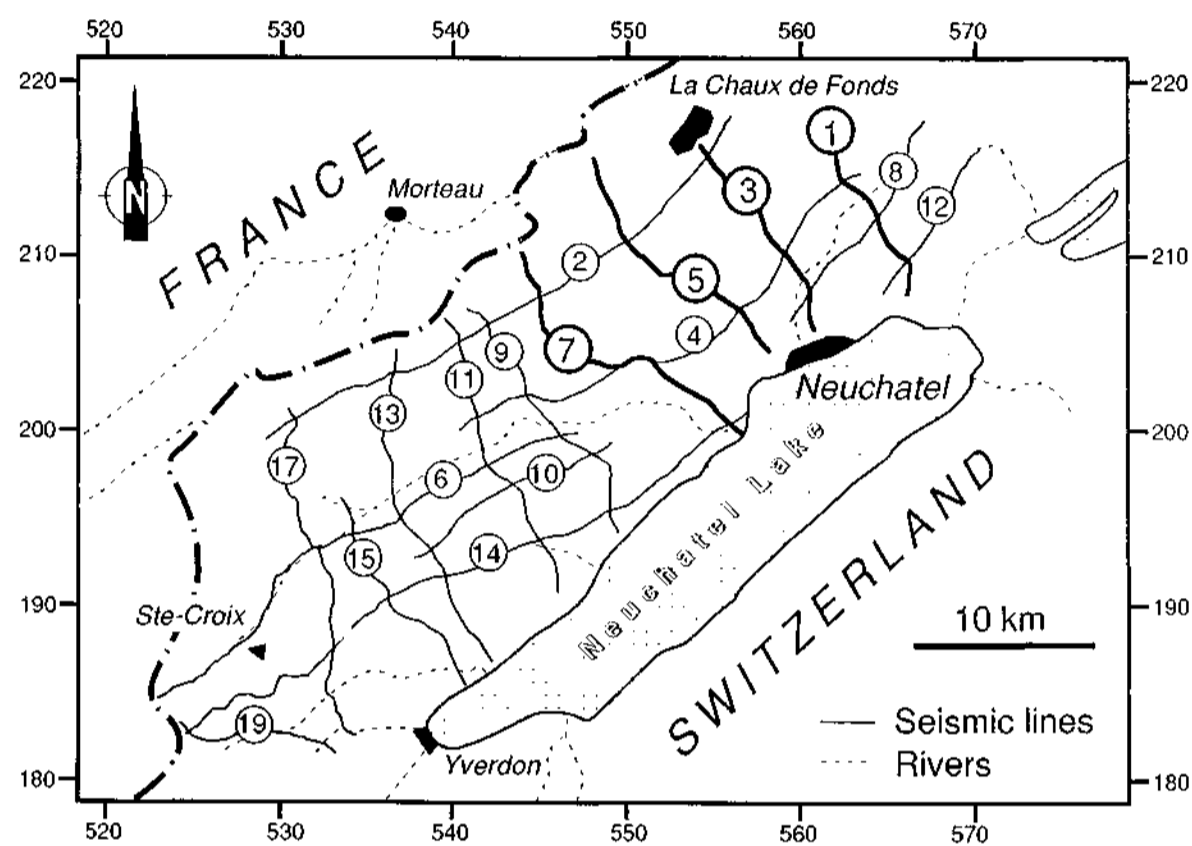 520 530 540 550 560 570
220 220
La Chaux de Fonds
1
FRANCE
Morteau
N
3
8
12
210 210
2
5
4
7
9
11
13
Neuchatel
200 200
17
6
10
Neuchatel Lake
15
14
SWITZERLAND
190 190
Ste-Croix
10 km
19
Seismic lines
Yverdon
Rivers
180 180
520 530 540 550 560 570